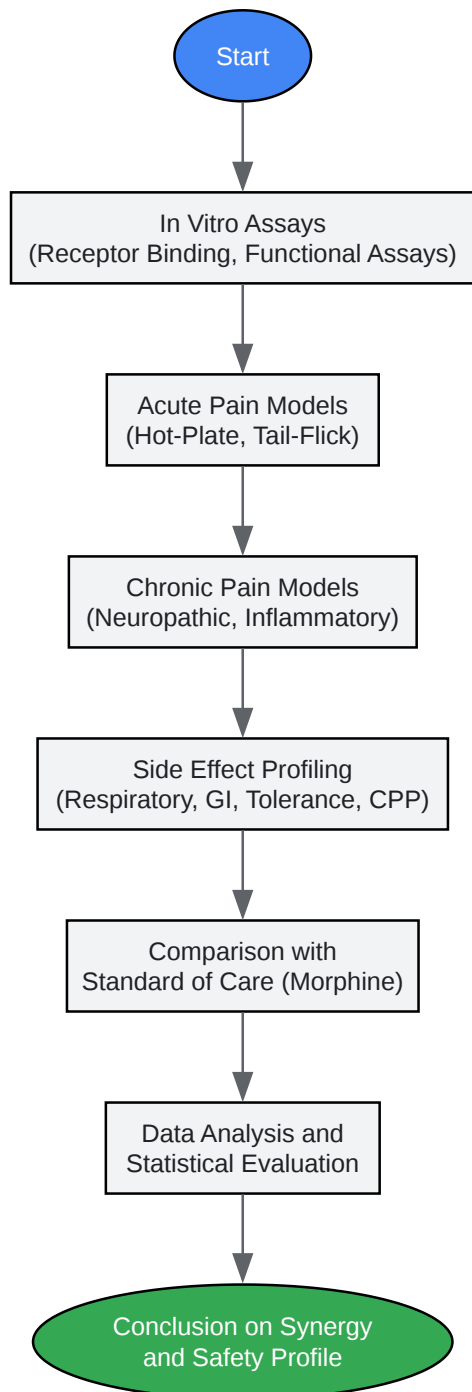 Start
In Vitro Assays
(Receptor Binding, Functional Assays)
Acute Pain Models
(Hot-Plate, Tail-Flick)
Chronic Pain Models
(Neuropathic, Inflammatory)
Side Effect Profiling
(Respiratory, GI, Tolerance, CPP)
Comparison with
Standard of Care (Morphine)
Data Analysis and
Statistical Evaluation
Conclusion on Synergy
and Safety Profile